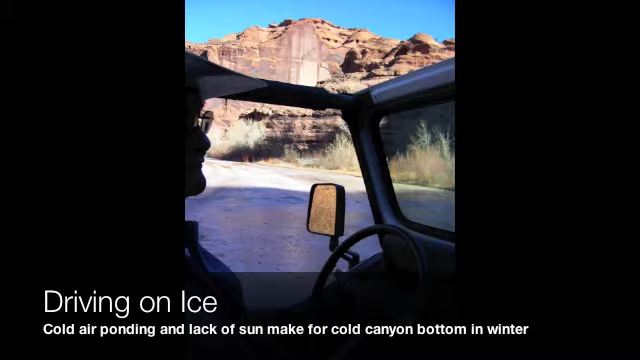 Driving on Ice
Cold air ponding and lack of sun make for cold canyon bottom in winter